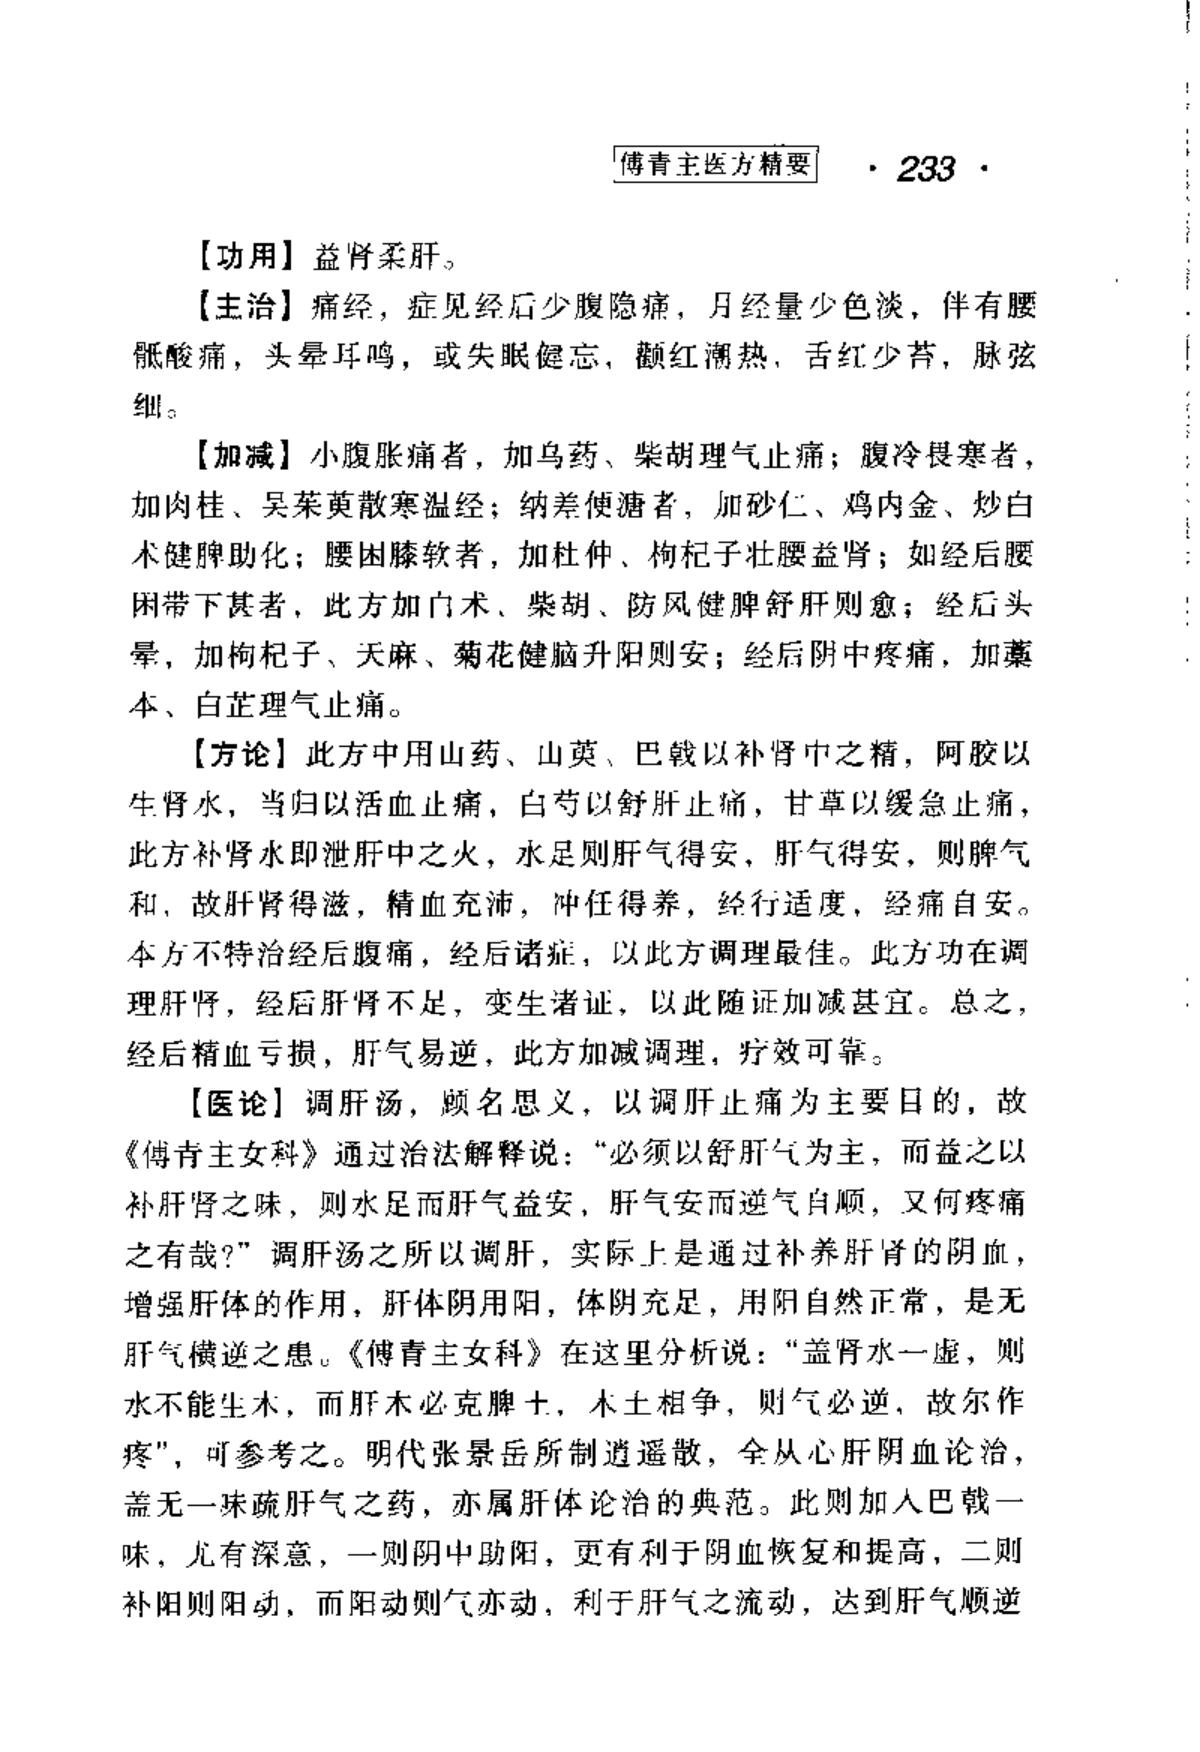 傅青主医方精要 · 233 ·
【功用】益肾柔肝。
【主治】痛经，症见经后少腹隐痛，月经量少色淡，伴有腰
骶酸痛，头晕耳鸣，或失眠健忘，颧红潮热，舌红少苔，脉弦
细。
【加减】小腹胀痛者，加乌药、柴胡理气止痛；腹冷畏寒者，
加肉桂、吴茱萸散寒温经；纳差便溏者，加砂仁、鸡内金、炒白
术健脾助化；腰困膝软者，加杜仲、枸杞子壮腰益肾；如经后腰
困带下甚者，此方加白术、柴胡、防风健脾舒肝则愈；经后头
晕，加枸杞子、天麻、菊花健脑升阳则安；经后阴中疼痛，加藁
本、白芷理气止痛。
【方论】此方中用山药、山萸、巴戟以补肾中之精，阿胶以
生肾水，当归以活血止痛，白芍以舒肝止痛，甘草以缓急止痛，
此方补肾水即泄肝中之火，水足则肝气得安，肝气得安，则脾气
和，故肝肾得滋，精血充沛，冲任得养，经行适度，经痛自安。
本方不特治经后腹痛，经后诸症，以此方调理最佳。此方功在调
理肝肾，经后肝肾不足，变生诸证，以此随证加减甚宜。总之，
经后精血亏损，肝气易逆，此方加减调理，疗效可靠。
【医论】调肝汤，顾名思义，以调肝止痛为主要目的，故
《傅青主女科》通过治法解释说：“必须以舒肝气为主，而益之以
补肝肾之味，则水足而肝气益安，肝气安而逆气自顺，又何疼痛
之有哉?”调肝汤之所以调肝，实际上是通过补养肝肾的阴血，
增强肝体的作用，肝体阴用阳，体阴充足，用阳自然正常，是无
肝气横逆之患。《傅青主女科》在这里分析说：“盖肾水一虚，则
水不能生木，而肝木必克脾土，木土相争，则气必逆，故尔作
疼”，可参考之。明代张景岳所制逍遥散，全从心肝阴血论治，
盖无一味疏肝气之药，亦属肝体论治的典范。此则加入巴戟一
味，尤有深意，一则阴中助阳，更有利于阴血恢复和提高，二则
补阳则阳动，而阳动则气亦动，利于肝气之流动，达到肝气顺逆